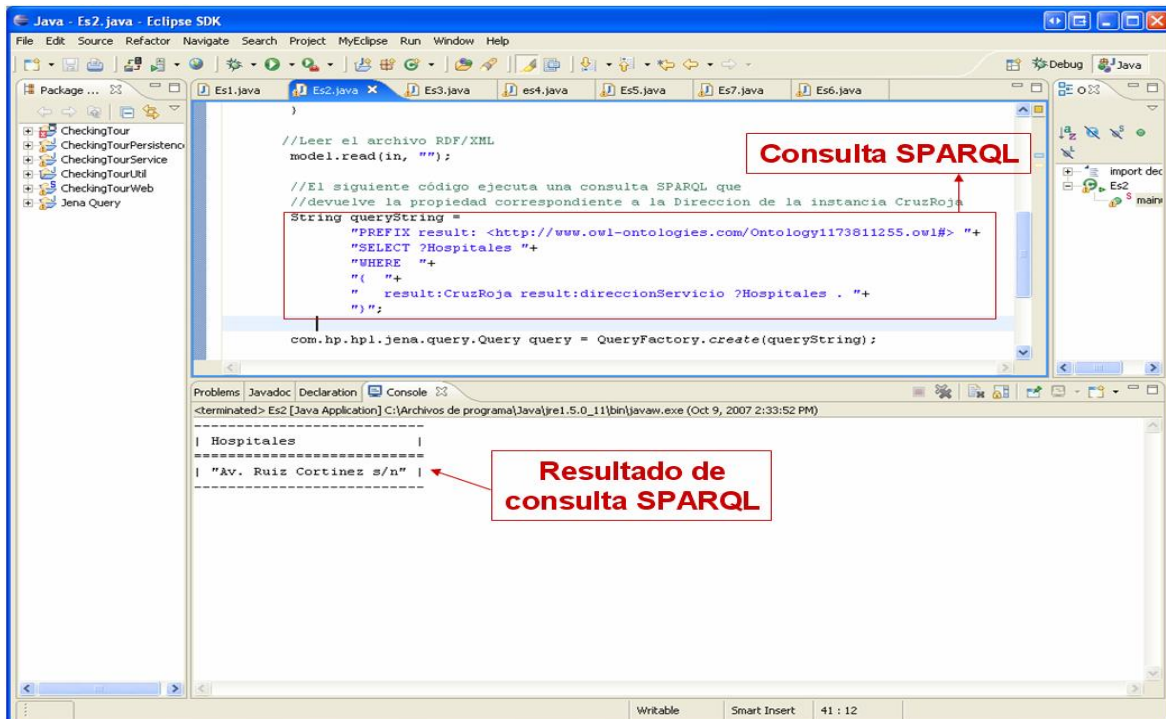 Java - Es2.java - Eclipse SDK
File Edit Source Refactor Navigate Search Project MyEclipse Run Window Help
Debug Java
Package ...
Es1.java Es2.java Es3.java es4.java Es5.java Es7.java Es6.java
CheckingTour
CheckingTourPersistenc
CheckingTourService
CheckingTourUtil
CheckingTourWeb
Jena Query
}
//Leer el archivo RDF/XML
model.read(in, "");
//El siguiente código ejecuta una consulta SPARQL que
//devuelve la propiedad correspondiente a la Direccion de la instancia CruzRoja
String queryString =
"PREFIX result: <http://www.owl-ontologies.com/Ontology1173811255.owl#> "+
"SELECT ?Hospitales "+
"WHERE "+
"{ "+
" result:CruzRoja result:direccionServicio ?Hospitales . "+
"}";
com.hp.hpl.jena.query.Query query = QueryFactory.create(queryString);
Consulta SPARQL
import dec
Es2
main
Problems Javadoc Declaration Console
<terminated> Es2 [Java Application] C:\Archivos de programa\Java\jre1.5.0_11\bin\javaw.exe (Oct 9, 2007 2:33:52 PM)
---------------------------
| Hospitales |
===========================
| "Av. Ruiz Cortinez s/n" |
---------------------------
Resultado de
consulta SPARQL
Writable Smart Insert 41 : 12